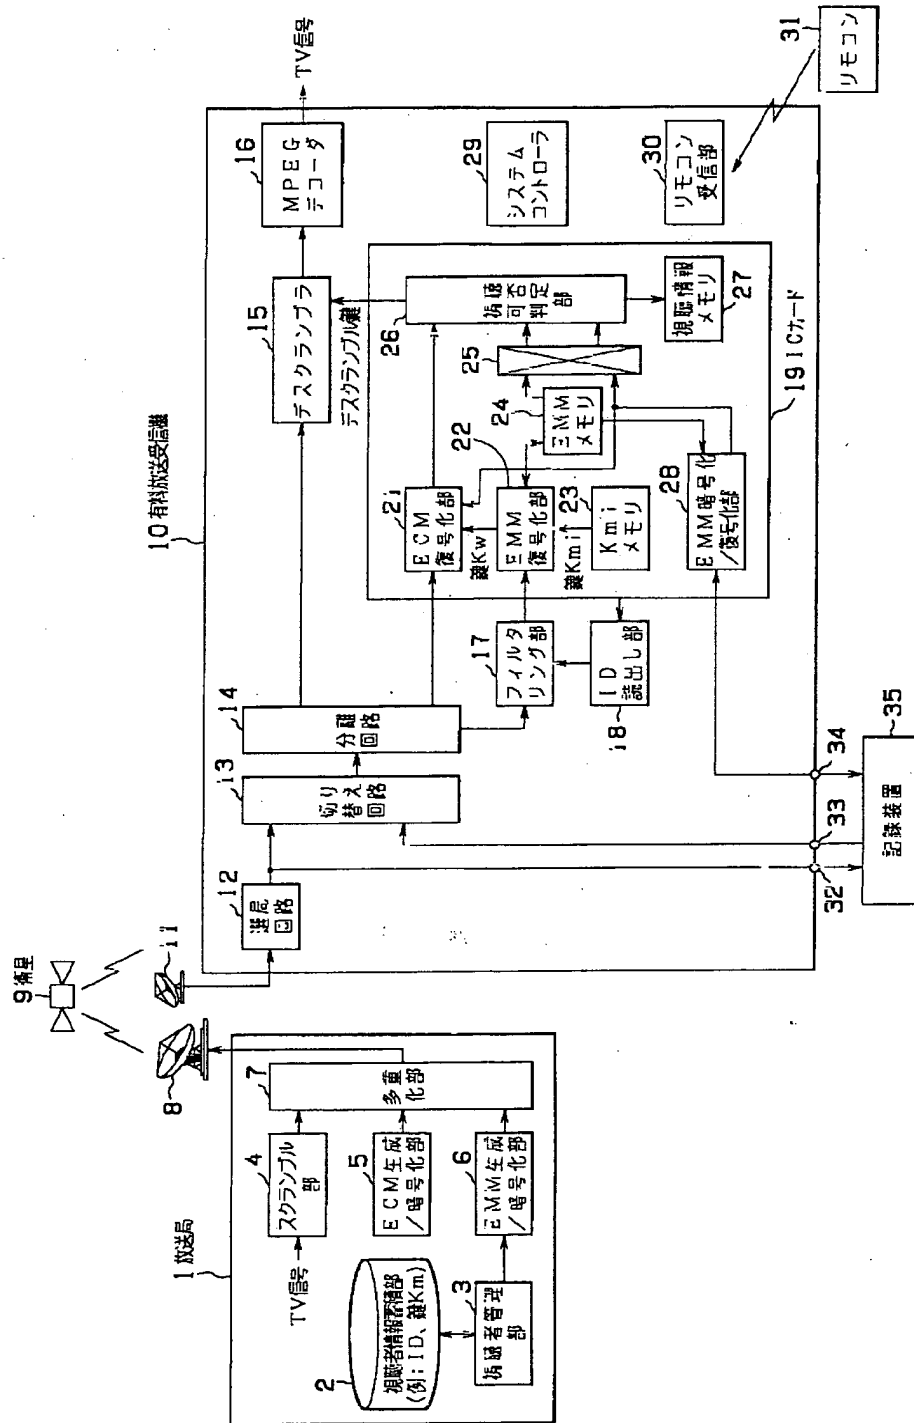 1 放送局
2
視聴者情報蓄積部
(例:ID、鍵Km)
3
視聴者管理
部
TV信号
4
スクランブル
部
5
ECM生成
/暗号化部
6
EMM生成
/暗号化部
7
多重
化部
8
9 衛星
10 有料放送受信機
11
12
選局
回路
13
切り
替え
回路
14
分離
回路
15
デスクランブラ
デスクランブル鍵
16
MPEG
デコーダ
TV信号
17
フィルタ
リング部
18
ID
読出し部
19 ICカード
21
ECM
復号化部
鍵Kw
22
EMM
復号化部
鍵Kmi
23
Kmi
メモリ
24
EMM
メモリ
25
26
視聴
可否
判定
部
27
視聴情報
メモリ
28
EMM暗号化
/復号化部
29
システム
コントローラ
30
リモコン
受信部
31
リモコン
32
33
34
35
記録装置